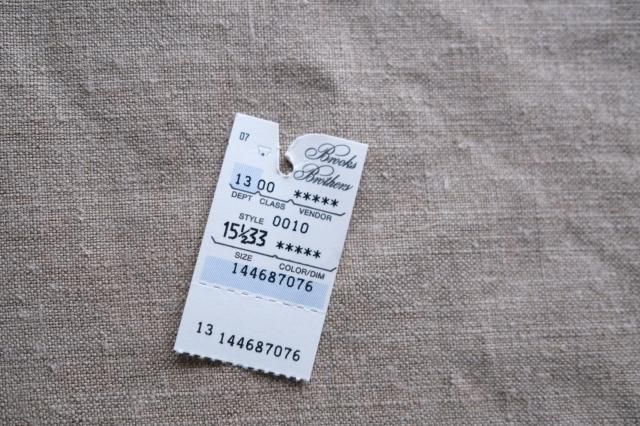 07
Brooks
Brothers
13 00 *****
DEPT CLASS VENDOR
STYLE 0010
15½33 *****
SIZE COLOR/DIM
144687076
13 144687076